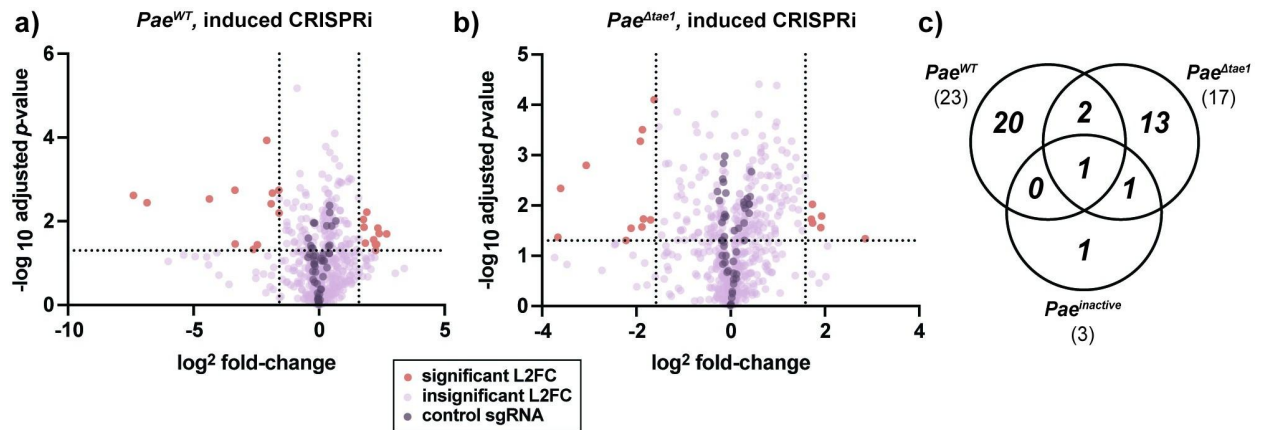 a)
Pae^WT, induced CRISPRi
-log 10 adjusted p-value
6
4
2
0
-10
-5
0
5
log² fold-change
b)
Pae^Δtae1, induced CRISPRi
-log 10 adjusted p-value
5
4
3
2
1
0
-4
-2
0
2
4
log² fold-change
significant L2FC
insignificant L2FC
control sgRNA
c)
Pae^WT
(23)
Pae^Δtae1
(17)
20
2
13
1
0
1
1
Pae^inactive
(3)